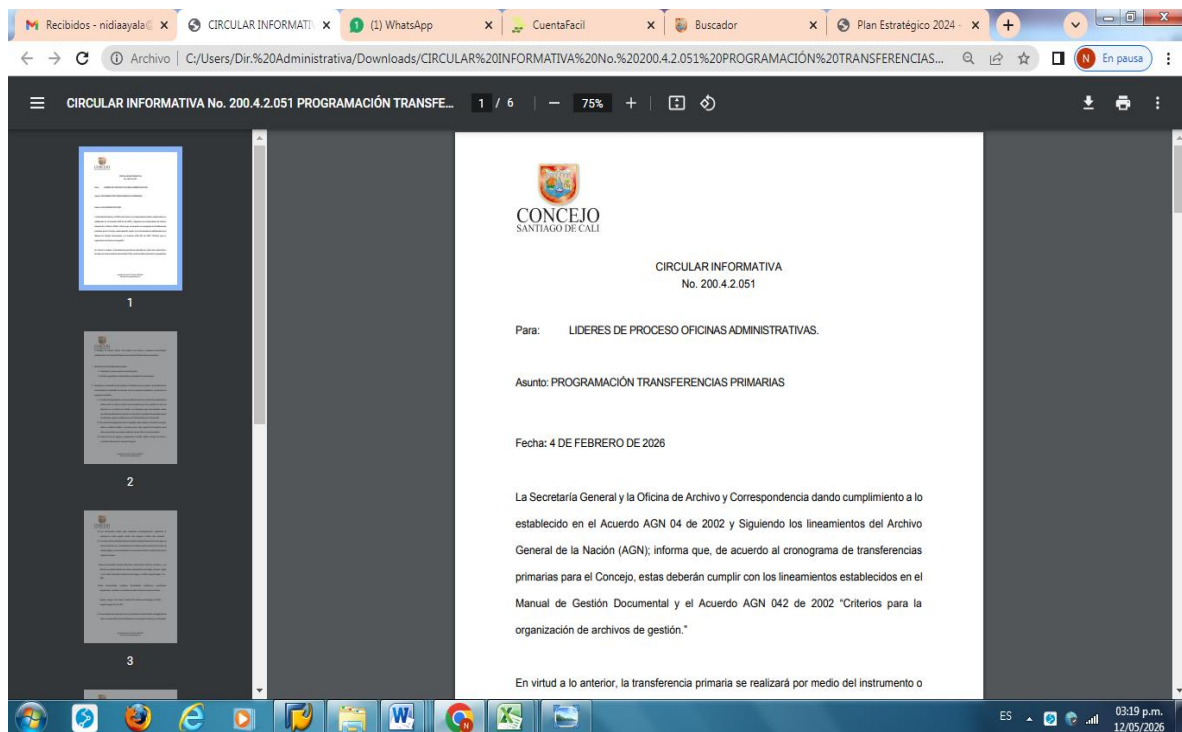 Recibidos - nidiaayala
CIRCULAR INFORMATI
(1) WhatsApp
CuentaFacil
Buscador
Plan Estratégico 2024 -
Archivo
C:/Users/Dir.%20Administrativa/Downloads/CIRCULAR%20INFORMATIVA%20No.%20200.4.2.051%20PROGRAMACIÓN%20TRANSFERENCIAS...
N En pausa
CIRCULAR INFORMATIVA No. 200.4.2.051 PROGRAMACIÓN TRANSFE...
1 / 6
75%
1
2
3
CONCEJO
SANTIAGO DE CALI
CIRCULAR INFORMATIVA
No. 200.4.2.051
Para: LIDERES DE PROCESO OFICINAS ADMINISTRATIVAS.
Asunto: PROGRAMACIÓN TRANSFERENCIAS PRIMARIAS
Fecha: 4 DE FEBRERO DE 2026
La Secretaría General y la Oficina de Archivo y Correspondencia dando cumplimiento a lo
establecido en el Acuerdo AGN 04 de 2002 y Siguiendo los lineamientos del Archivo
General de la Nación (AGN); informa que, de acuerdo al cronograma de transferencias
primarias para el Concejo, estas deberán cumplir con los lineamientos establecidos en el
Manual de Gestión Documental y el Acuerdo AGN 042 de 2002 "Criterios para la
organización de archivos de gestión."
En virtud a lo anterior, la transferencia primaria se realizará por medio del instrumento o
ES
03:19 p.m.
12/05/2026